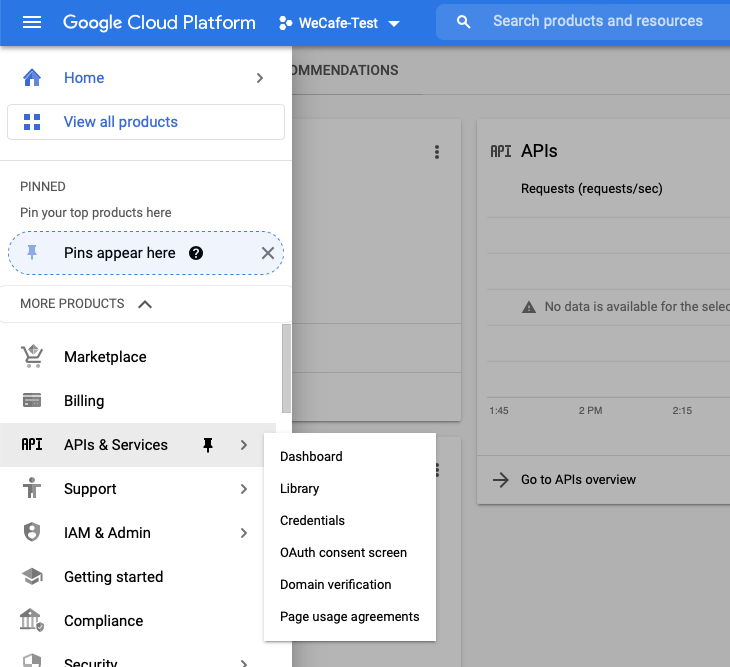 Google Cloud Platform WeCafe-Test Search products and resources
Home
View all products
PINNED
Pin your top products here
Pins appear here ?
MORE PRODUCTS
Marketplace
Billing
API APIs & Services
Support
IAM & Admin
Getting started
Compliance
Security
Dashboard
Library
Credentials
OAuth consent screen
Domain verification
Page usage agreements
OMMENDATIONS
API APIs
Requests (requests/sec)
No data is available for the selec
1:45 2 PM 2:15
Go to APIs overview